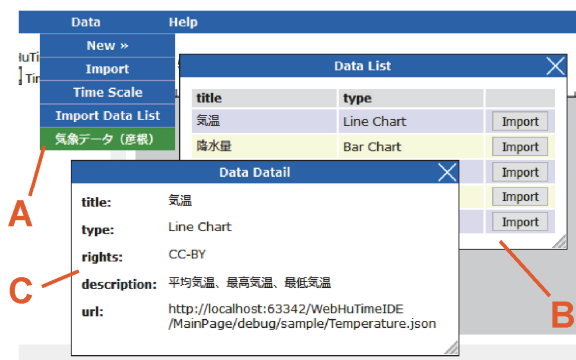 Data Help
New »
Import
Time Scale
Import Data List
気象データ（彦根）
A
Data List
title type
気温 Line Chart Import
降水量 Bar Chart Import
Import
Import
Import
B
Data Datail
title: 気温
type: Line Chart
rights: CC-BY
description: 平均気温、最高気温、最低気温
url: http://localhost:63342/WebHuTimeIDE
/MainPage/debug/sample/Temperature.json
C